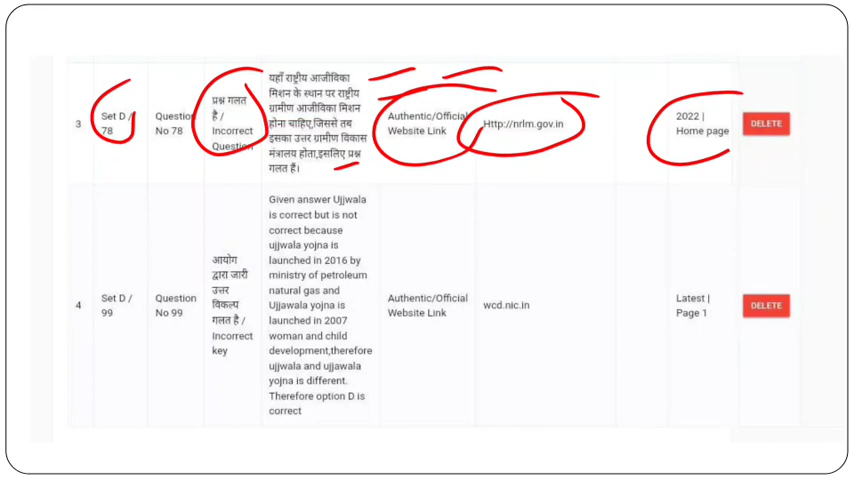 3
Set D /
78
Question
No 78
प्रश्न गलत
है /
Incorrect
Question
यहाँ राष्ट्रीय आजीविका
मिशन के स्थान पर राष्ट्रीय
ग्रामीण आजीविका मिशन
होना चाहिए,जिससे तब
इसका उत्तर ग्रामीण विकास
मंत्रालय होता,इसलिए प्रश्न
गलत हैं।
Authentic/Official
Website Link
Http://nrlm.gov.in
2022 |
Home page
DELETE
4
Set D /
99
Question
No 99
आयोग
द्वारा जारी
उत्तर
विकल्प
गलत है /
Incorrect
key
Given answer Ujjwala
is correct but is not
correct because
ujjwala yojna is
launched in 2016 by
ministry of petroleum
natural gas and
Ujjawala yojna is
launched in 2007
woman and child
development,therefore
ujjwala and ujjawala
yojna is different.
Therefore option D is
correct
Authentic/Official
Website Link
wcd.nic.in
Latest |
Page 1
DELETE